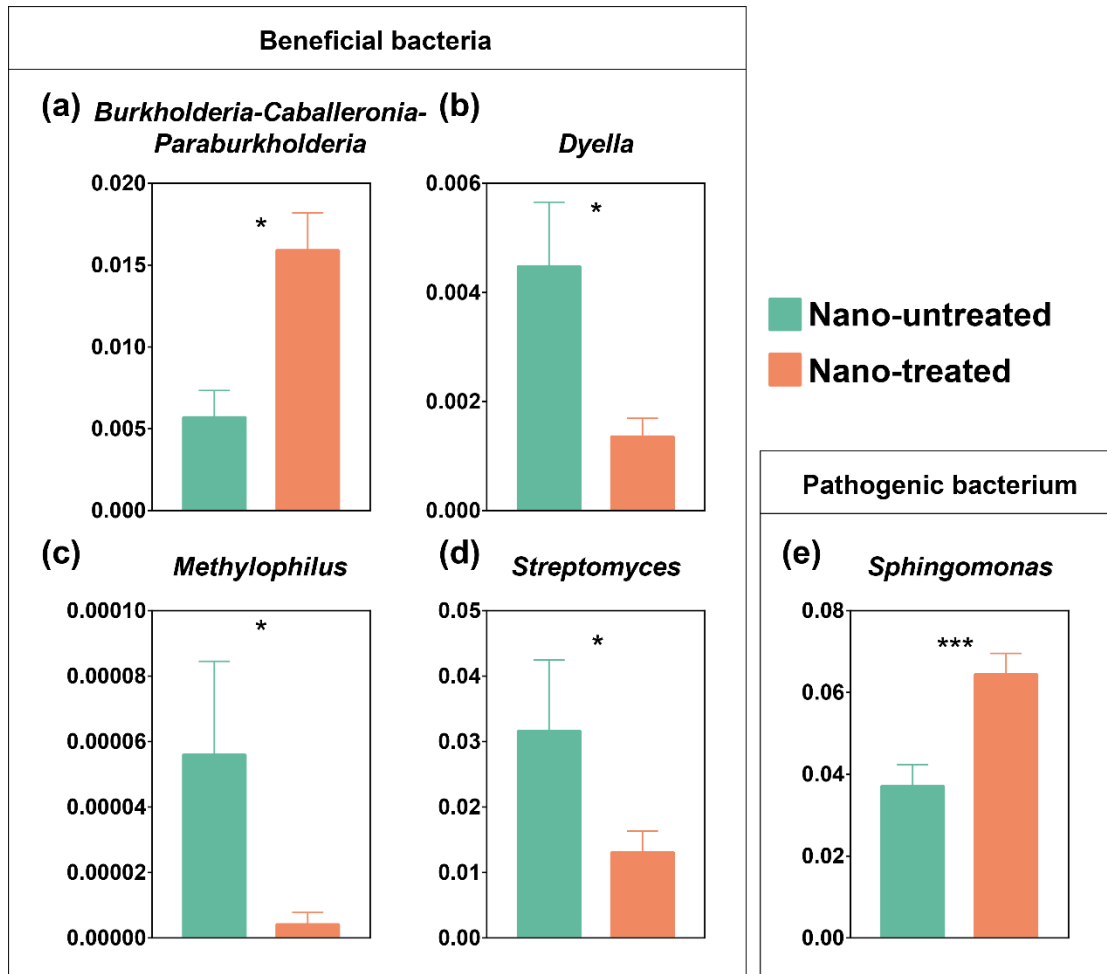 Beneficial bacteria
(a)
Burkholderia-Caballeronia-
Paraburkholderia
0.020
0.015
0.010
0.005
0.000
*
(b)
Dyella
0.006
0.004
0.002
0.000
*
Nano-untreated
Nano-treated
(c)
Methylophilus
0.00010
0.00008
0.00006
0.00004
0.00002
0.00000
*
(d)
Streptomyces
0.05
0.04
0.03
0.02
0.01
0.00
*
Pathogenic bacterium
(e)
Sphingomonas
0.08
0.06
0.04
0.02
0.00
***